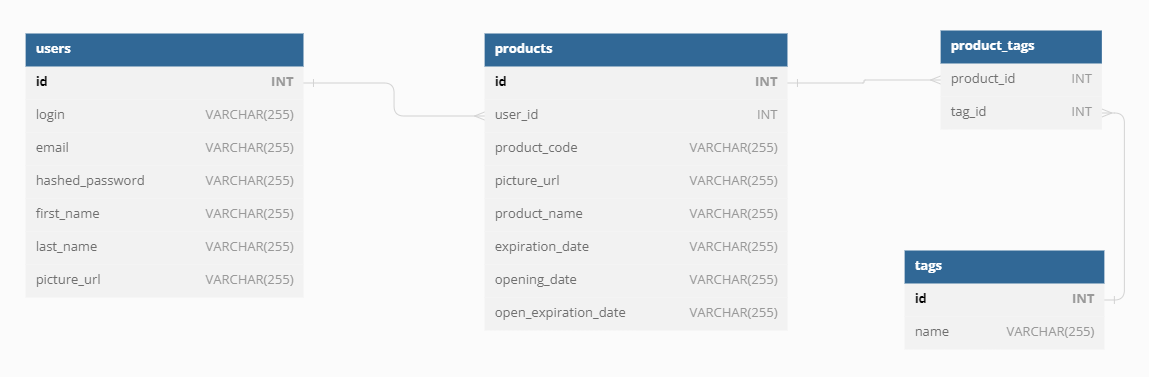 users
id INT
login VARCHAR(255)
email VARCHAR(255)
hashed_password VARCHAR(255)
first_name VARCHAR(255)
last_name VARCHAR(255)
picture_url VARCHAR(255)
products
id INT
user_id INT
product_code VARCHAR(255)
picture_url VARCHAR(255)
product_name VARCHAR(255)
expiration_date VARCHAR(255)
opening_date VARCHAR(255)
open_expiration_date VARCHAR(255)
product_tags
product_id INT
tag_id INT
tags
id INT
name VARCHAR(255)